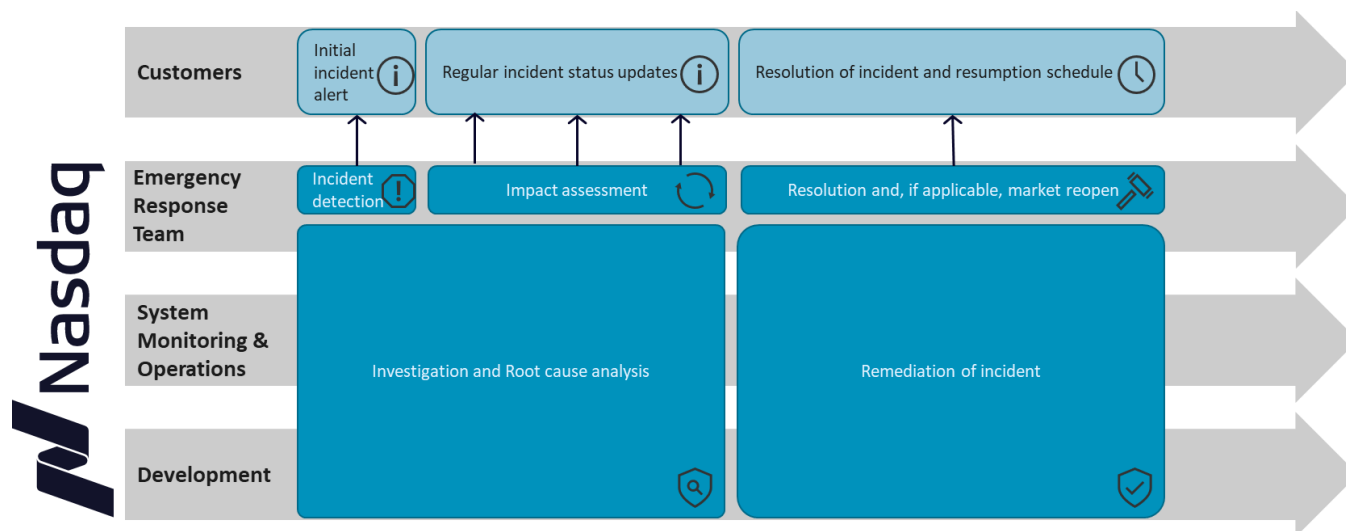 Nasdaq
Customers
Initial
incident
alert
Regular incident status updates
Resolution of incident and resumption schedule
Emergency
Response
Team
Incident
detection
Impact assessment
Resolution and, if applicable, market reopen
System
Monitoring &
Operations
Investigation and Root cause analysis
Remediation of incident
Development